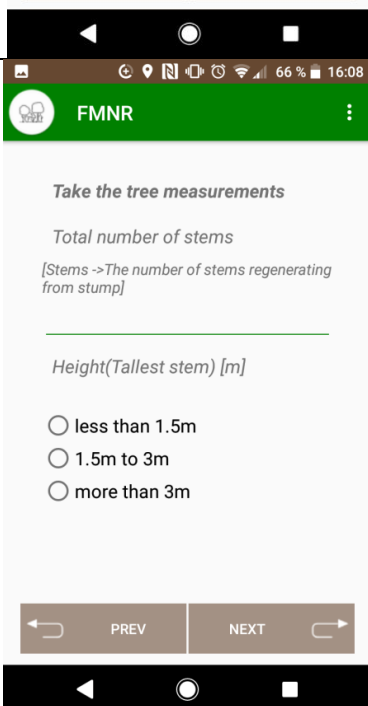 66 % 16:08
FMNR
Take the tree measurements
Total number of stems
[Stems ->The number of stems regenerating
from stump]
Height(Tallest stem) [m]
less than 1.5m
1.5m to 3m
more than 3m
PREV NEXT